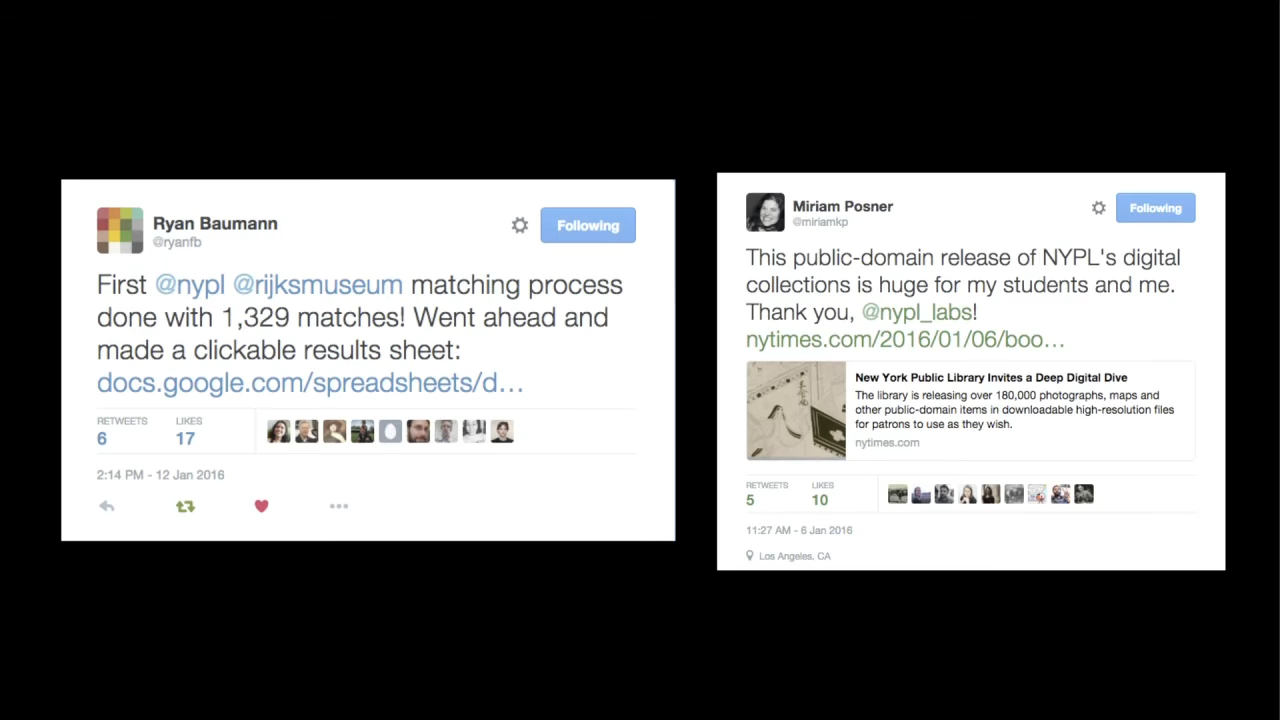 Ryan Baumann
@ryanfb
Following
First @nypl @rijksmuseum matching process
done with 1,329 matches! Went ahead and
made a clickable results sheet:
docs.google.com/spreadsheets/d…
RETWEETS
6
LIKES
17
2:14 PM - 12 Jan 2016
Miriam Posner
@miriamkp
Following
This public-domain release of NYPL's digital
collections is huge for my students and me.
Thank you, @nypl_labs!
nytimes.com/2016/01/06/boo…
New York Public Library Invites a Deep Digital Dive
The library is releasing over 180,000 photographs, maps and
other public-domain items in downloadable high-resolution files
for patrons to use as they wish.
nytimes.com
RETWEETS
5
LIKES
10
11:27 AM - 6 Jan 2016
Los Angeles, CA